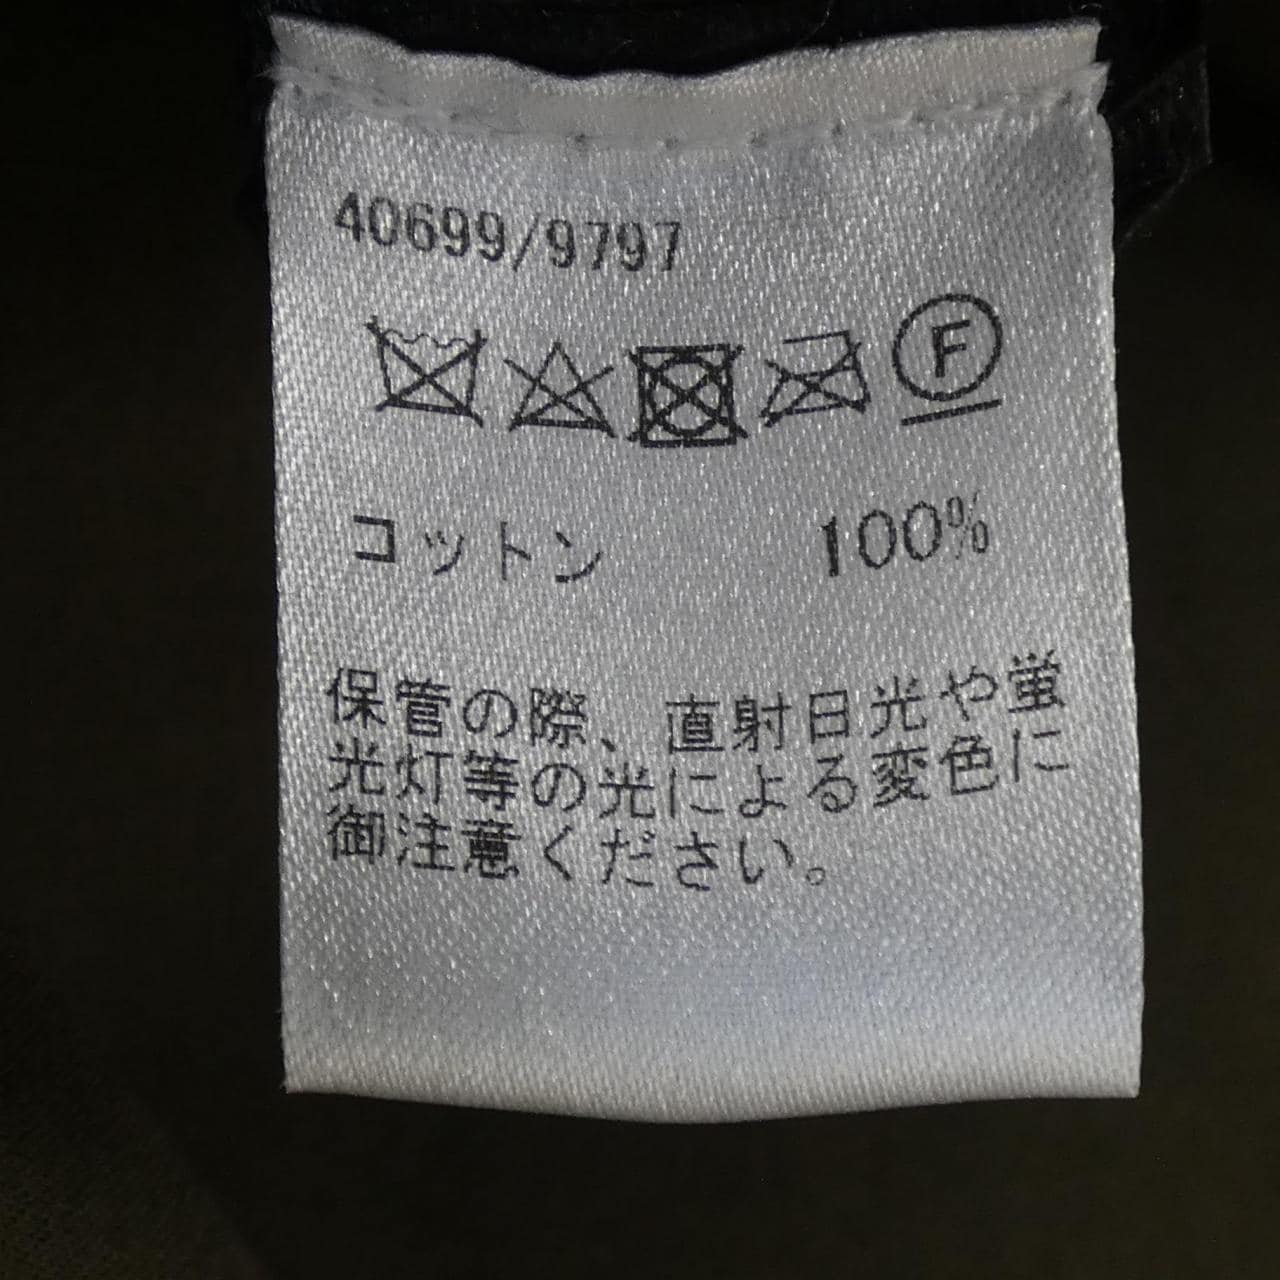 40699/9797
F
コットン 100%
保管の際、直射日光や蛍
光灯等の光による変色に
御注意ください。